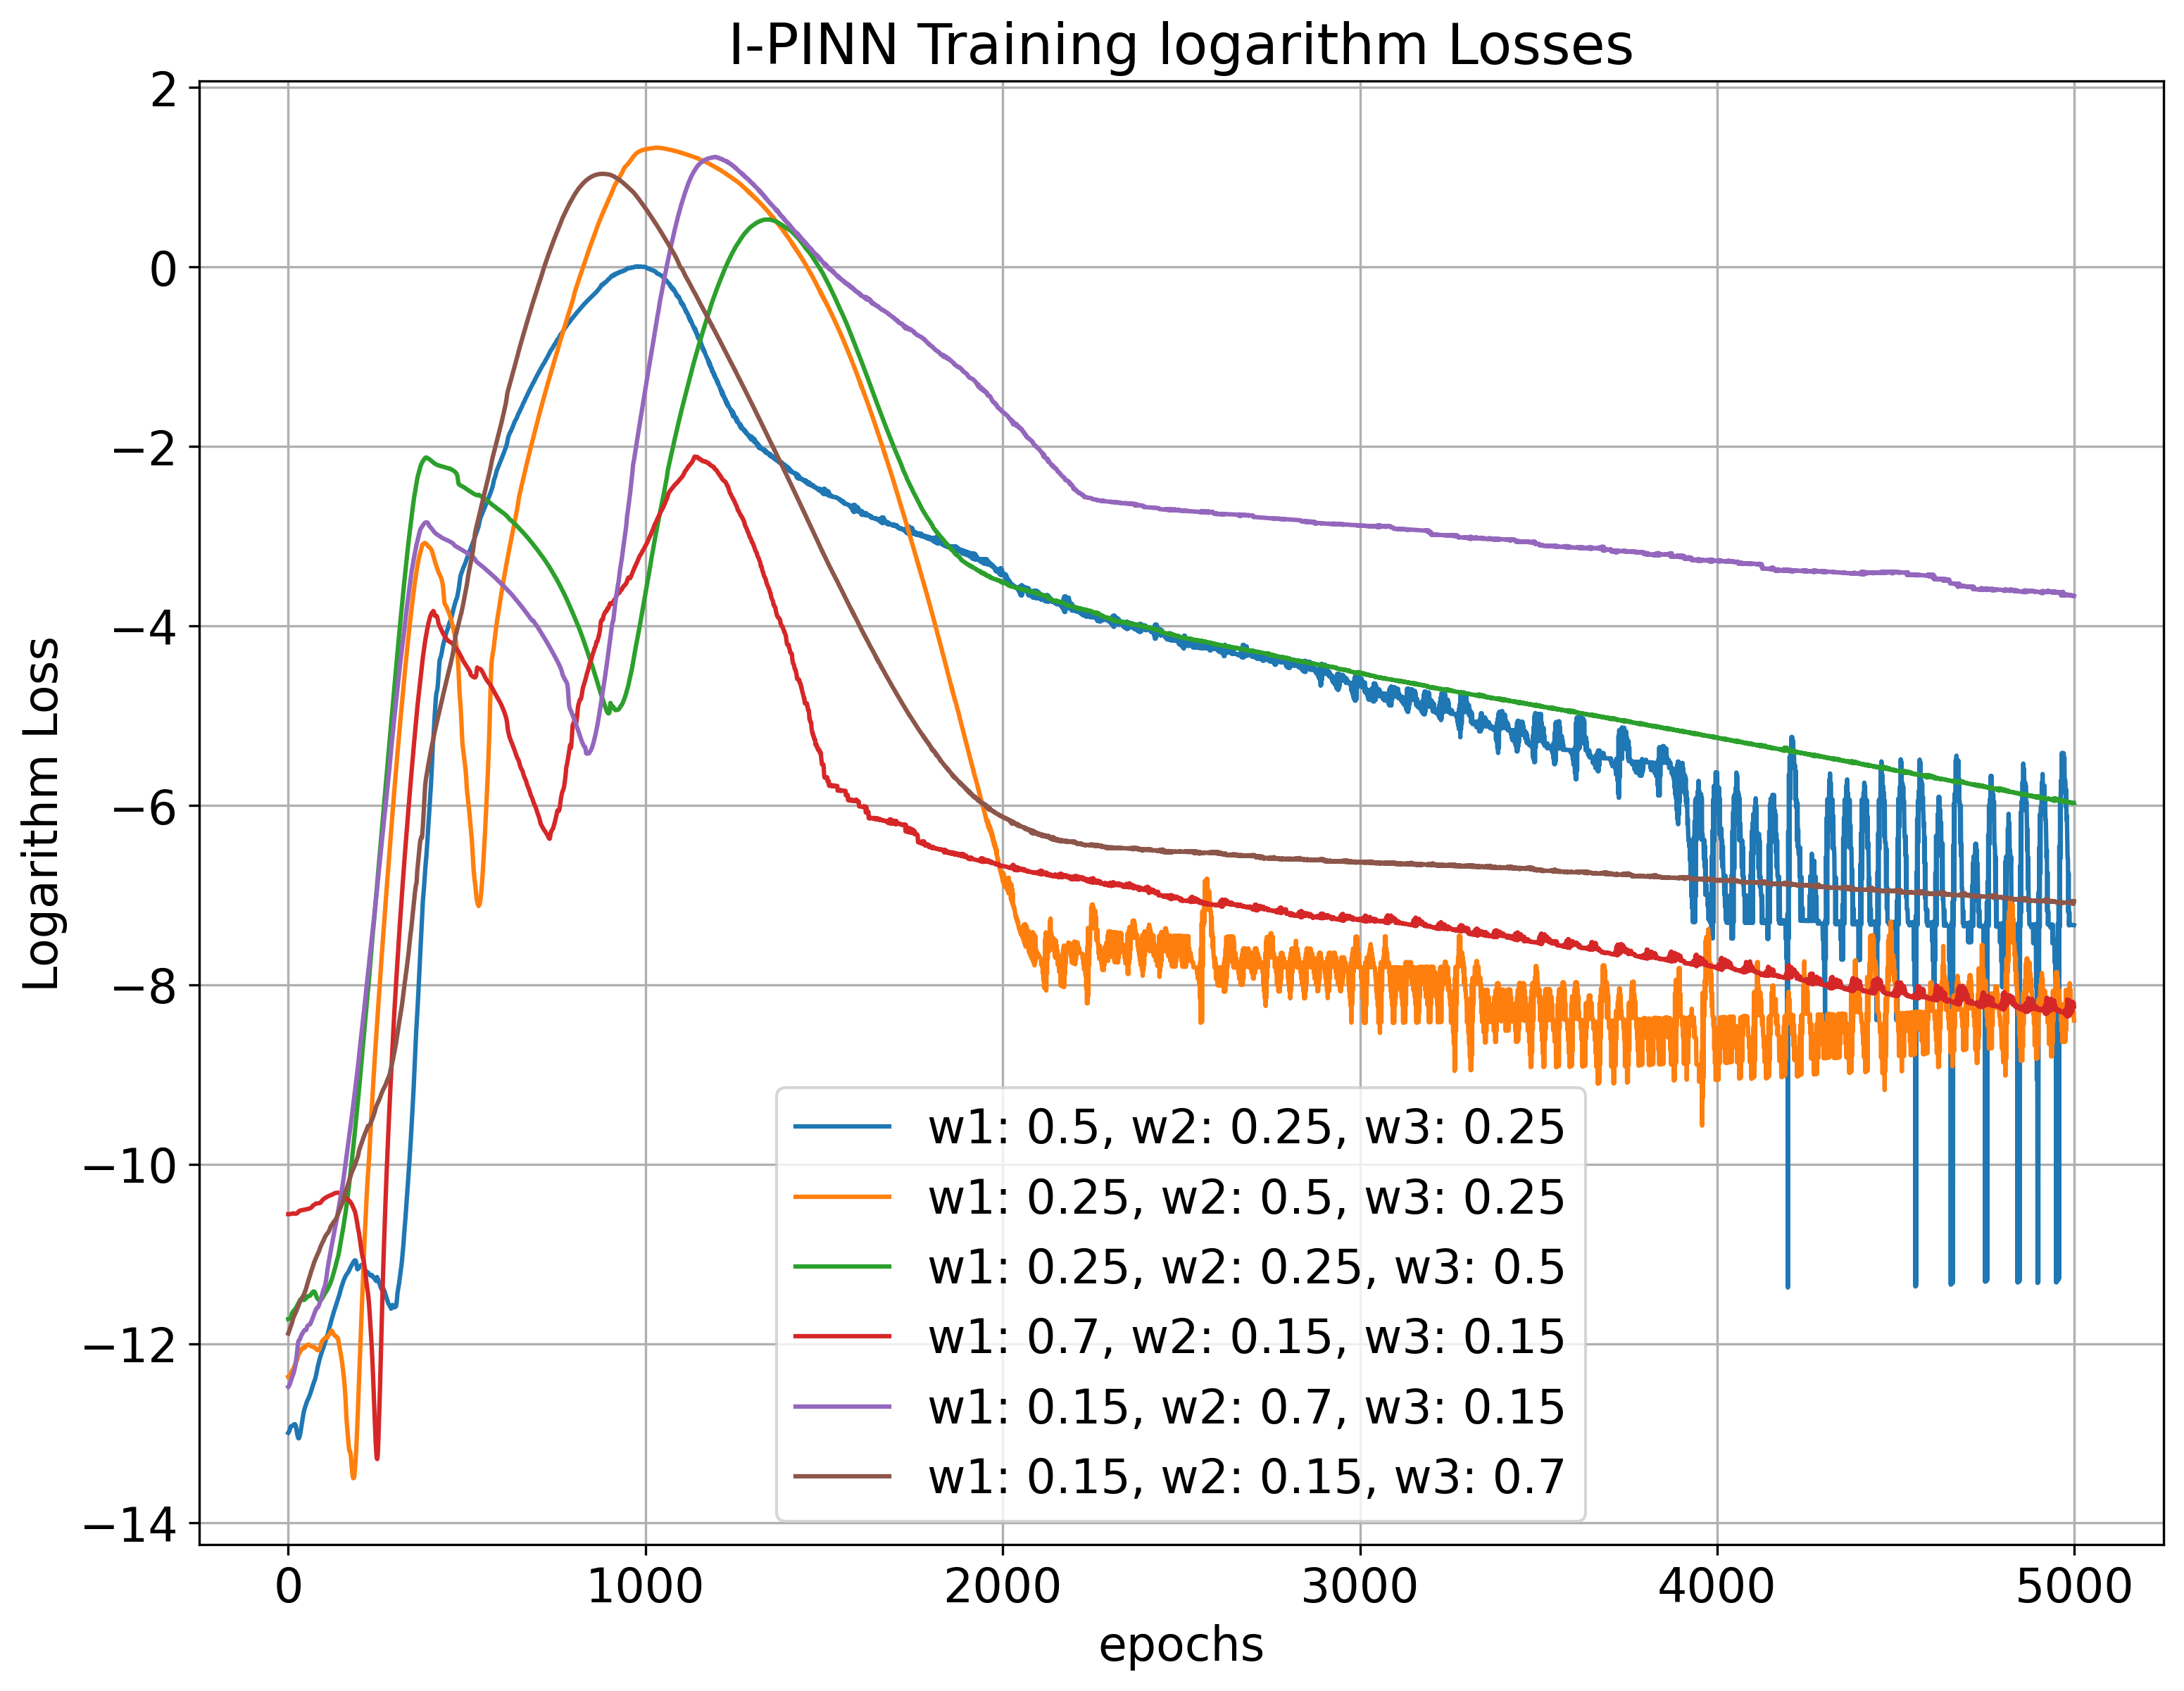 I-PINN Training logarithm Losses
2
0
−2
−4
−6
−8
−10
−12
−14
Logarithm Loss
w1: 0.5, w2: 0.25, w3: 0.25
w1: 0.25, w2: 0.5, w3: 0.25
w1: 0.25, w2: 0.25, w3: 0.5
w1: 0.7, w2: 0.15, w3: 0.15
w1: 0.15, w2: 0.7, w3: 0.15
w1: 0.15, w2: 0.15, w3: 0.7
0 1000 2000 3000 4000 5000
epochs